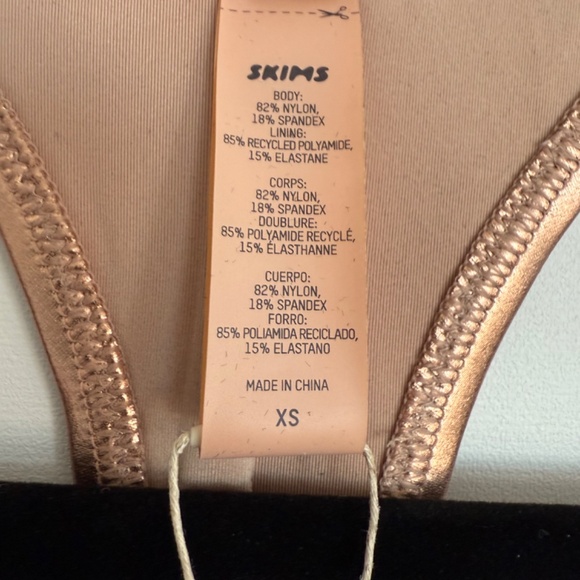 SKIMS
BODY:
82% NYLON,
18% SPANDEX
LINING:
85% RECYCLED POLYAMIDE,
15% ELASTANE
CORPS:
82% NYLON,
18% SPANDEX
DOUBLURE:
85% POLYAMIDE RECYCLÉ,
15% ÉLASTHANNE
CUERPO:
82% NYLON,
18% SPANDEX
FORRO:
85% POLIAMIDA RECICLADO,
15% ELASTANO
MADE IN CHINA
XS